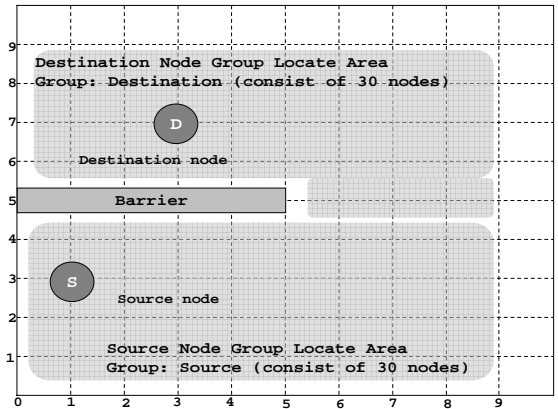 9
Destination Node Group Locate Area
8
Group: Destination (consist of 30 nodes)
7
D
6
Destination node
5
Barrier
4
3
S
Source node
2
Source Node Group Locate Area
1
Group: Source (consist of 30 nodes)
0 1 2 3 4 5 6 7 8 9